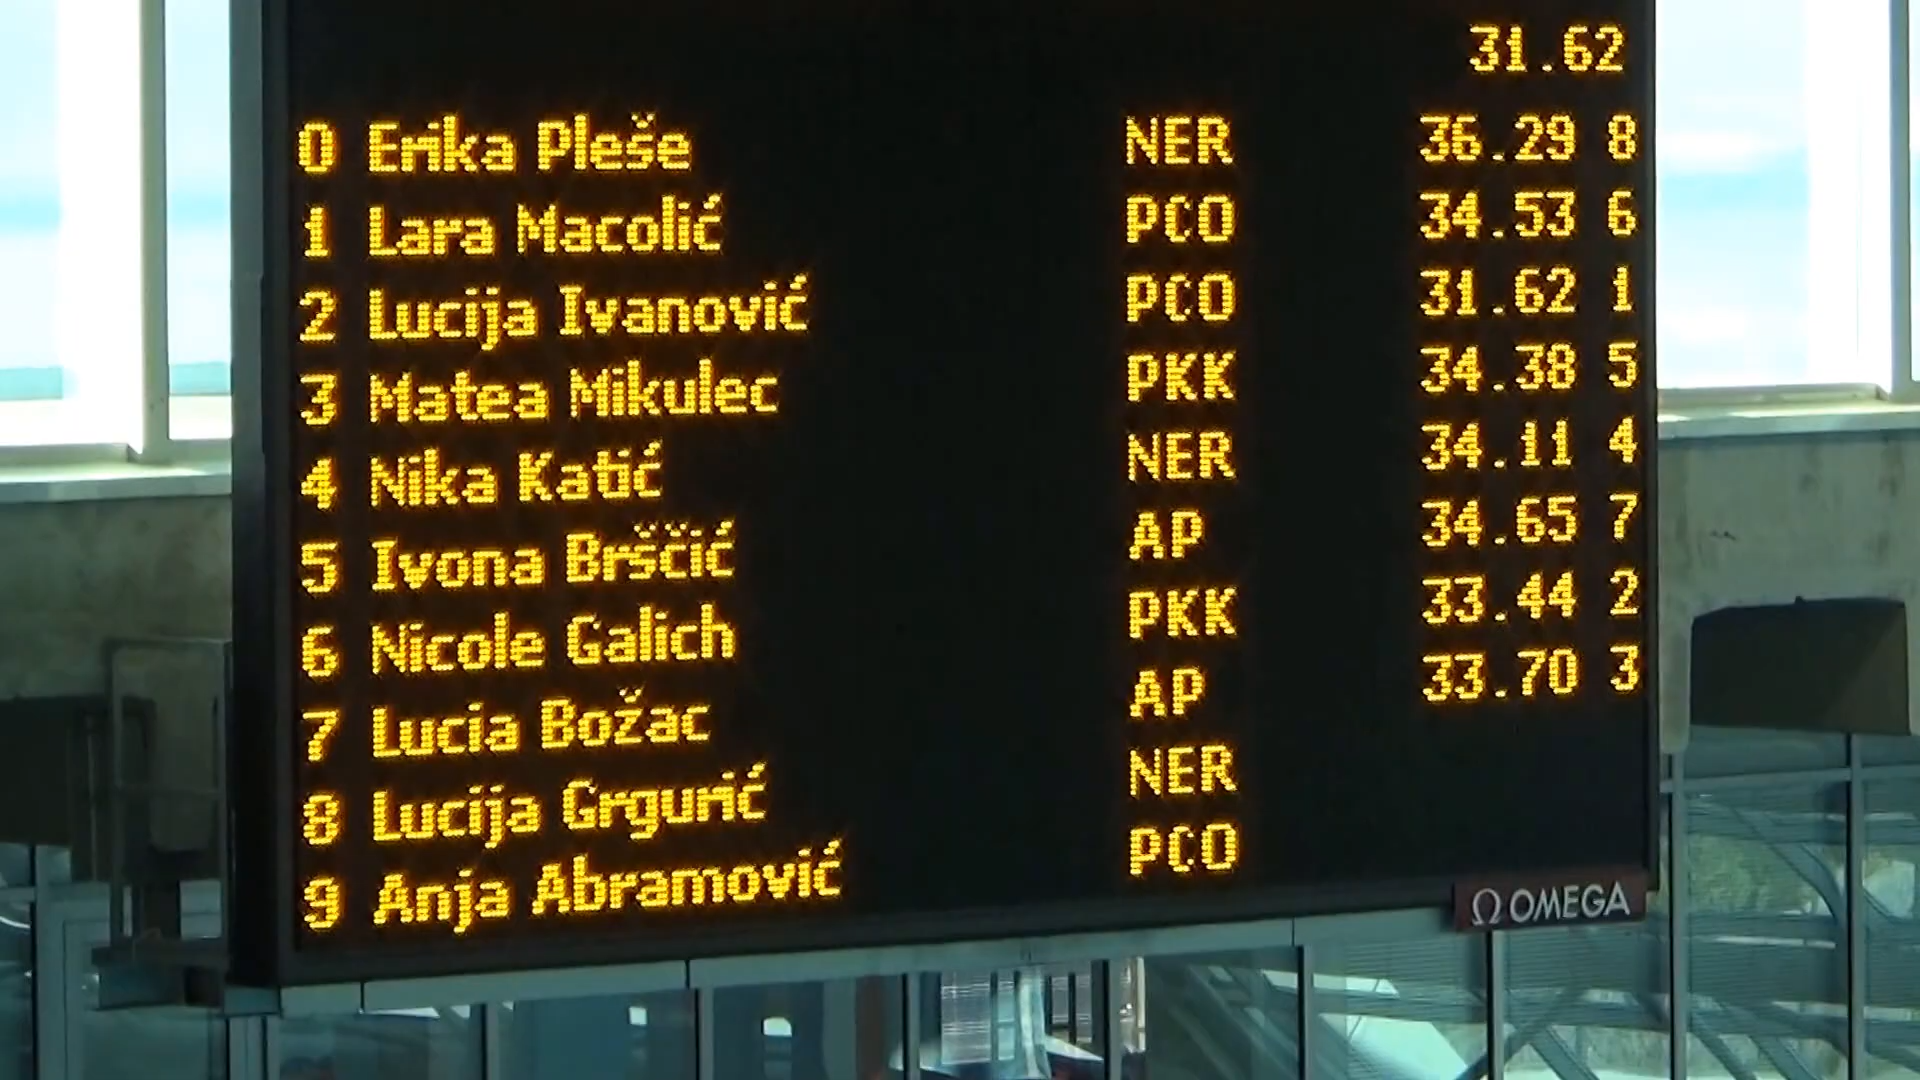 31.62
0 Erika Pleše NER 36.29 8
1 Lara Macolić PCO 34.53 6
2 Lucija Ivanović PCO 31.62 1
3 Matea Mikulec PKK 34.38 5
4 Nika Katić NER 34.11 4
5 Ivona Brščić AP 34.65 7
6 Nicole Galich PKK 33.44 2
7 Lucia Božac AP 33.70 3
8 Lucija Grgurić NER
9 Anja Abramović PCO
Ω OMEGA